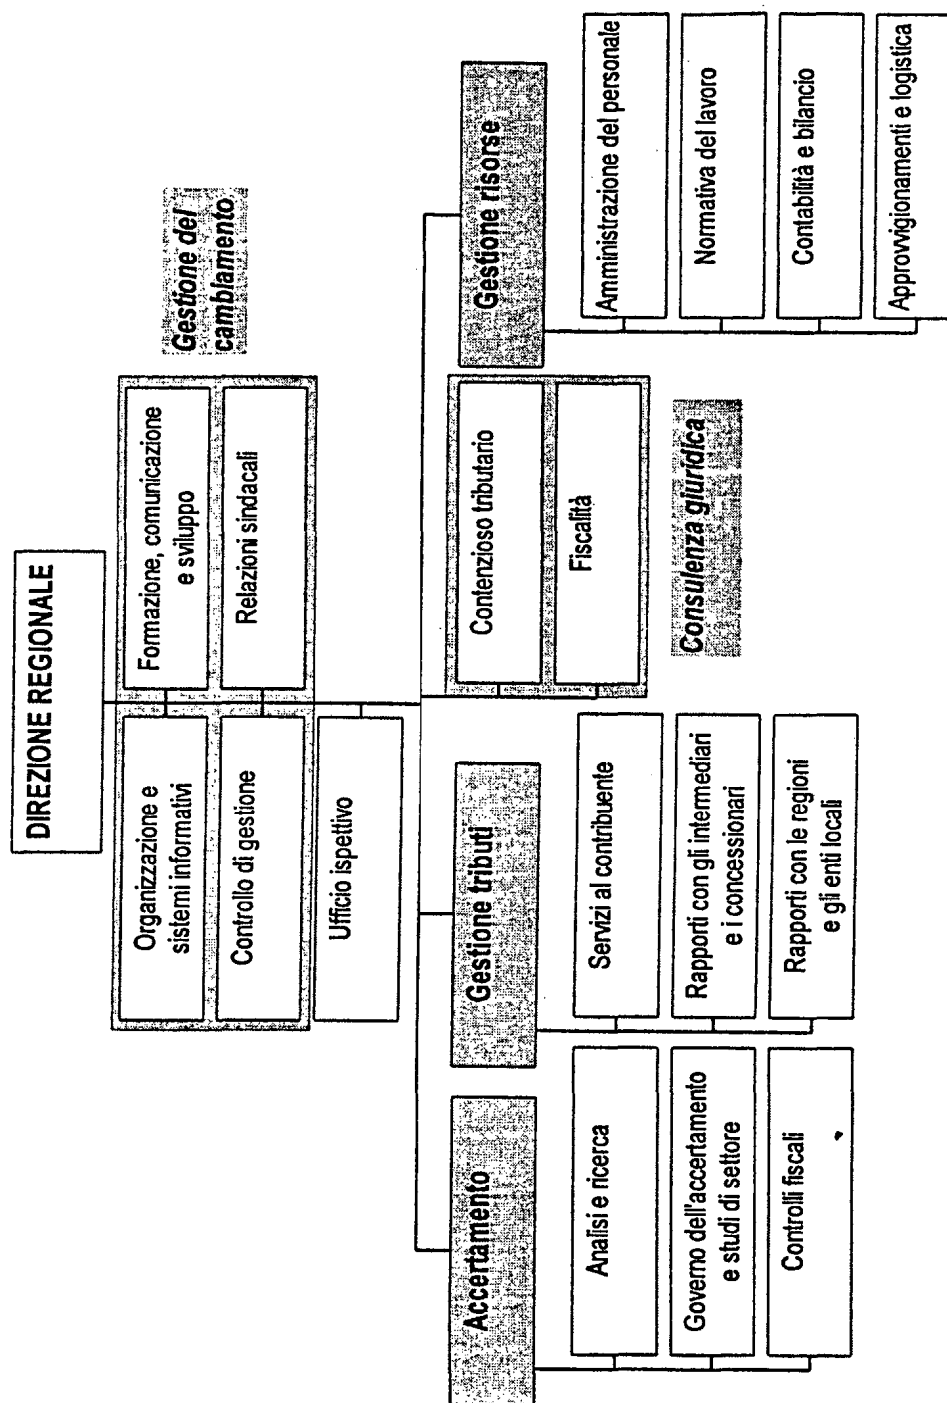 DIREZIONE REGIONALE
Organizzazione e
sistemi informativi
Formazione, comunicazione
e sviluppo
Gestione del
cambiamento
Controllo di gestione
Relazioni sindacali
Ufficio ispettivo
Accertamento
Gestione tributi
Contenzioso tributario
Gestione risorse
Analisi e ricerca
Servizi al contribuente
Fiscalità
Amministrazione del personale
Governo dell'accertamento
e studi di settore
Rapporti con gli intermediari
e i concessionari
Consulenza giuridica
Normativa del lavoro
Controlli fiscali
Rapporti con le regioni
e gli enti locali
Contabilità e bilancio
Approvvigionamenti e logistica